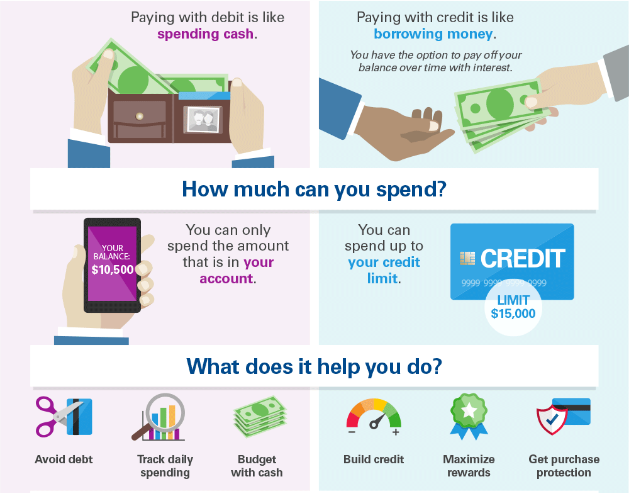 Paying with debit is like
spending cash.
Paying with credit is like
borrowing money.
You have the option to pay off your
balance over time with interest.
How much can you spend?
YOUR
BALANCE:
$10,500
You can only
spend the amount
that is in your
account.
You can
spend up to
your credit
limit.
CREDIT
9999 9999 9999 9999
LIMIT
$15,000
What does it help you do?
Avoid debt
Track daily
spending
Budget
with cash
- +
Build credit
Maximize
rewards
Get purchase
protection